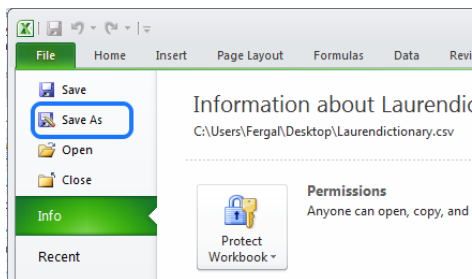 File Home Insert Page Layout Formulas Data
Save
Save As
Open
Close
Info
Recent
Information about
C:\Users\Fergal\Desktop\Laurendictionary.csv
Permissions
Anyone can open, copy, and
Protect
Workbook